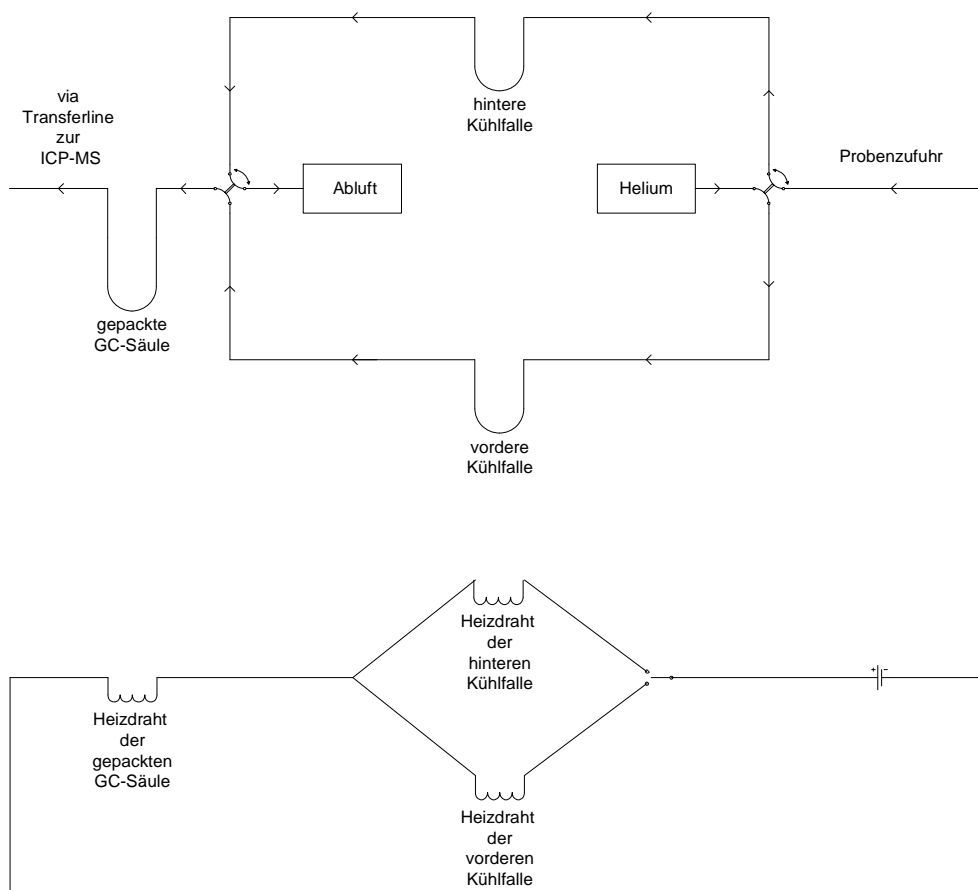 hintere
Kühlfalle
via
Transferline
zur
ICP-MS
Abluft
Helium
Probenzufuhr
gepackte
GC-Säule
vordere
Kühlfalle
Heizdraht
der
hinteren
Kühlfalle
+ -
Heizdraht
der
gepackten
GC-Säule
Heizdraht
der
vorderen
Kühlfalle